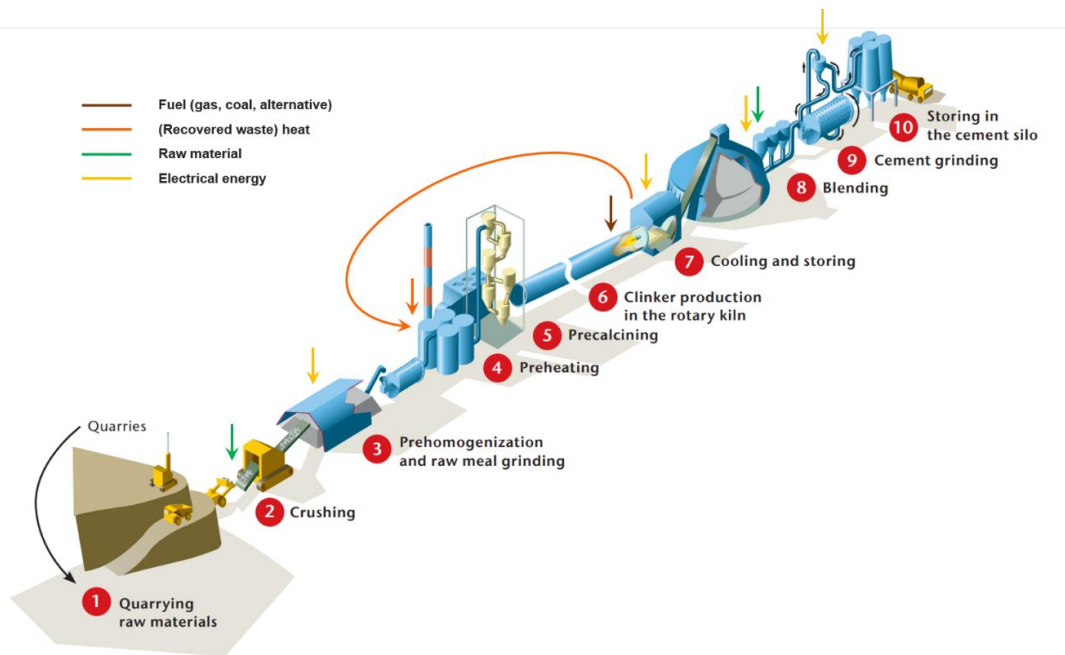 Fuel (gas, coal, alternative)
(Recovered waste) heat
Raw material
Electrical energy
Quarries
1 Quarrying
raw materials
2 Crushing
3 Prehomogenization
and raw meal grinding
4 Preheating
5 Precalcining
6 Clinker production
in the rotary kiln
7 Cooling and storing
8 Blending
9 Cement grinding
10 Storing in
the cement silo